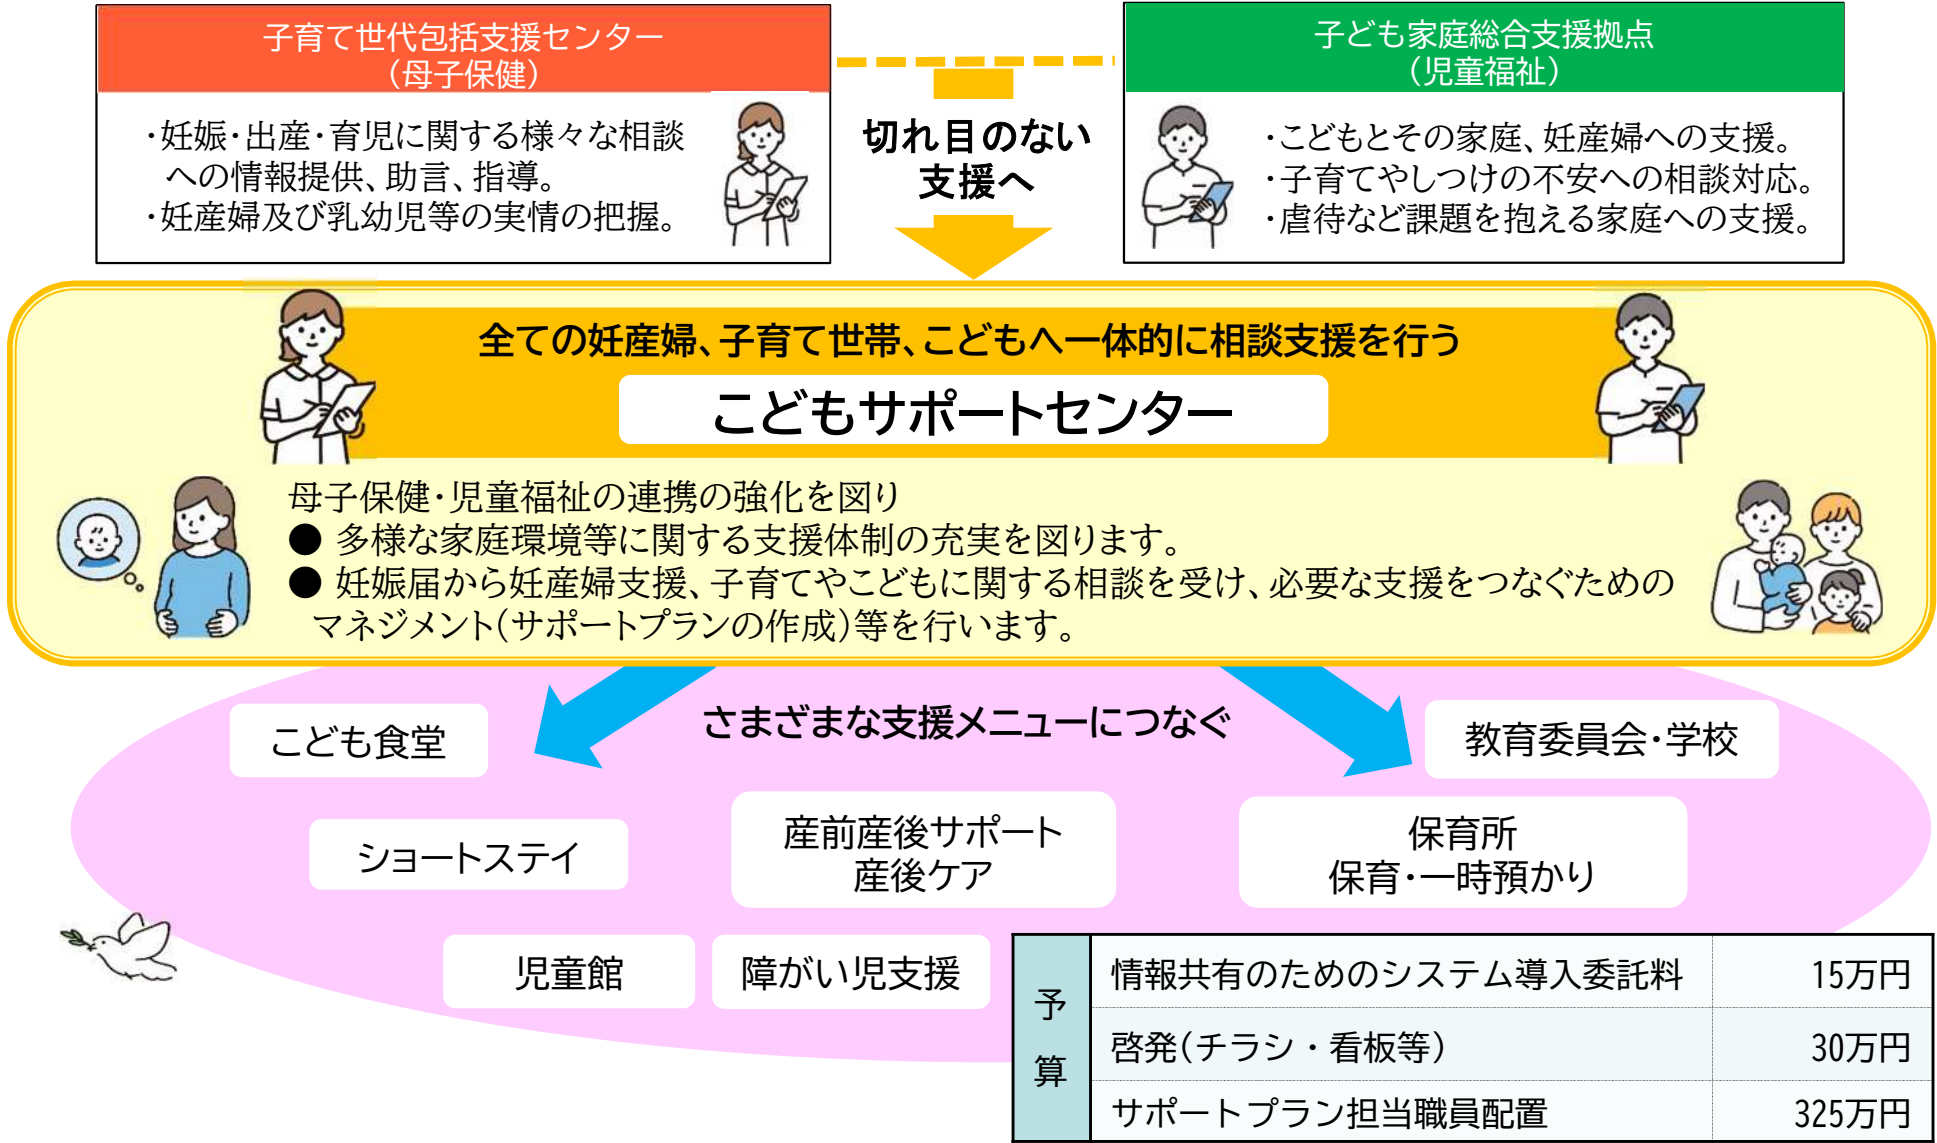 子育て世代包括支援センター
（母子保健）
・妊娠・出産・育児に関する様々な相談
への情報提供、助言、指導。
・妊産婦及び乳幼児等の実情の把握。
切れ目のない
支援へ
子ども家庭総合支援拠点
（児童福祉）
・こどもとその家庭、妊産婦への支援。
・子育てやしつけの不安への相談対応。
・虐待など課題を抱える家庭への支援。
全ての妊産婦、子育て世帯、こどもへ一体的に相談支援を行う
こどもサポートセンター
母子保健・児童福祉の連携の強化を図り
● 多様な家庭環境等に関する支援体制の充実を図ります。
● 妊娠届から妊産婦支援、子育てやこどもに関する相談を受け、必要な支援をつなぐための
マネジメント（サポートプランの作成）等を行います。
さまざまな支援メニューにつなぐ
こども食堂
教育委員会・学校
ショートステイ
産前産後サポート
産後ケア
保育所
保育・一時預かり
児童館
障がい児支援
予算
情報共有のためのシステム導入委託料 15万円
啓発（チラシ・看板等） 30万円
サポートプラン担当職員配置 325万円